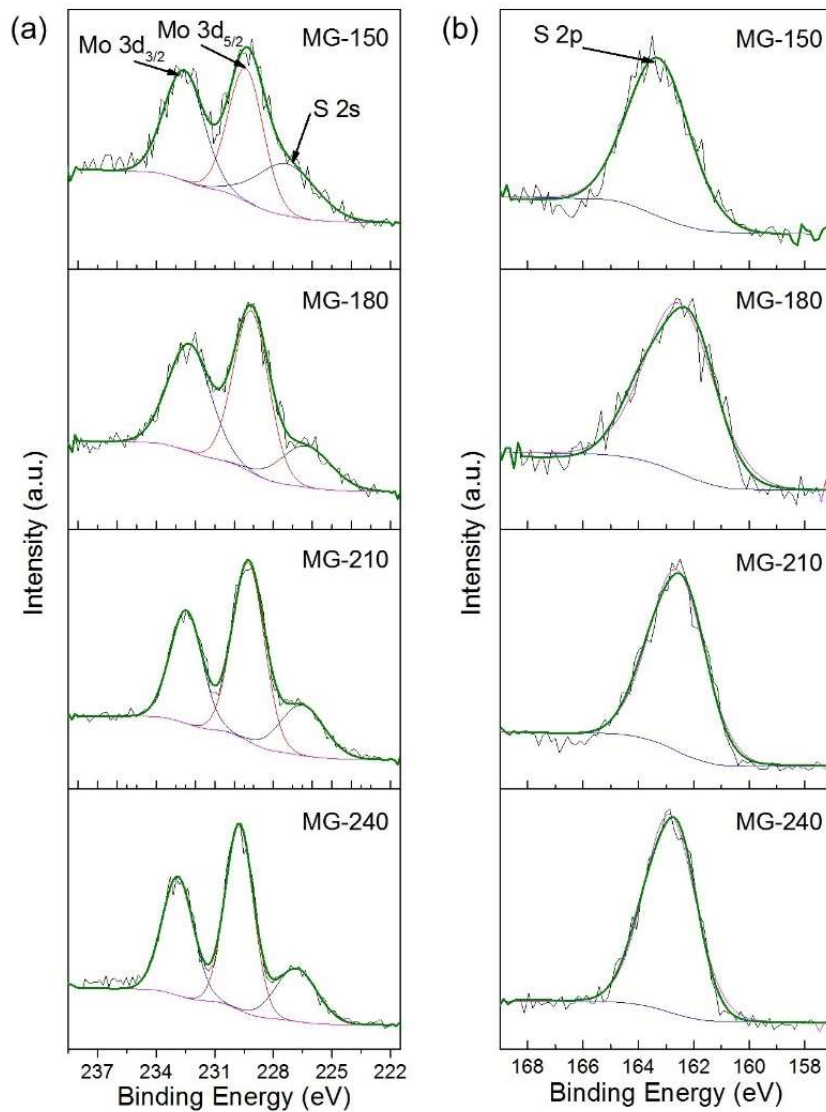 (a)
Mo 3d3/2
Mo 3d5/2
S 2s
MG-150
MG-180
MG-210
MG-240
Intensity (a.u.)
237 234 231 228 225 222
Binding Energy (eV)
(b)
S 2p
MG-150
MG-180
MG-210
MG-240
Intensity (a.u.)
168 166 164 162 160 158
Binding Energy (eV)